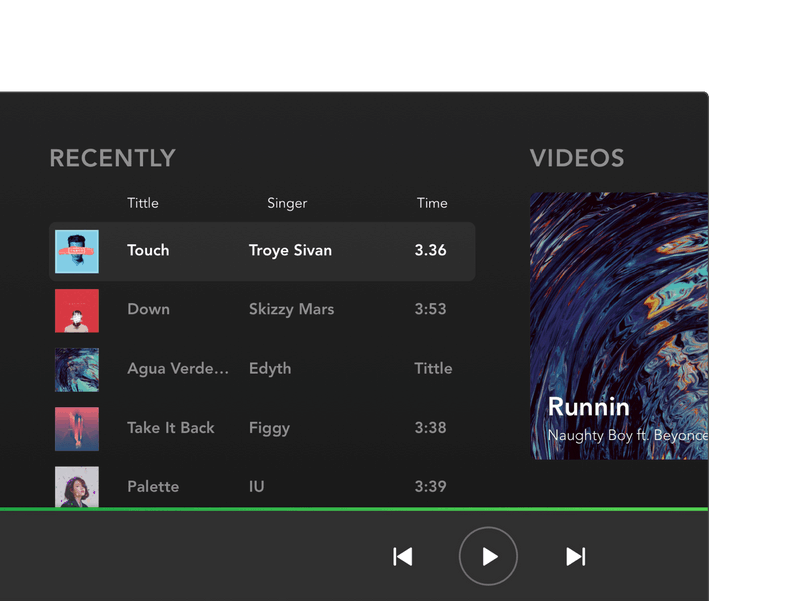 RECENTLY
Tittle Singer Time
Touch Troye Sivan 3.36
Down Skizzy Mars 3:53
Agua Verde... Edyth Tittle
Take It Back Figgy 3:38
Palette IU 3:39
VIDEOS
Runnin
Naughty Boy ft. Beyonce